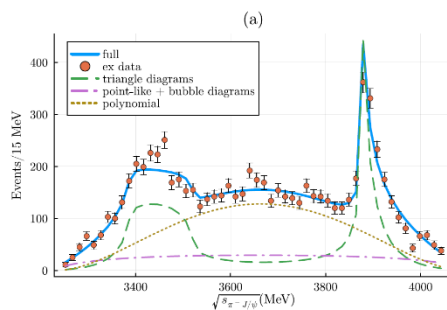 (a)
full
ex data
triangle diagrams
point-like + bubble diagrams
polynomial
Events/15 MeV
400
300
200
100
0
3400
3600
3800
4000
√s_{π⁻J/ψ}(MeV)